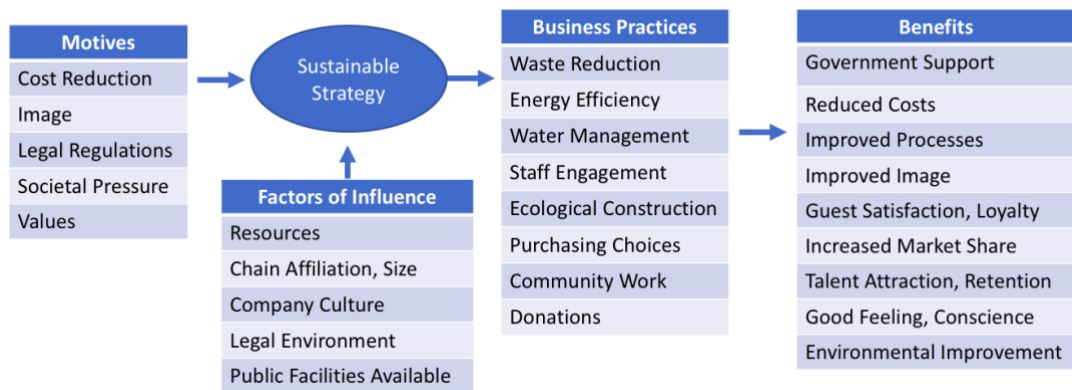 Motives
Cost Reduction
Image
Legal Regulations
Societal Pressure
Values
Sustainable
Strategy
Factors of Influence
Resources
Chain Affiliation, Size
Company Culture
Legal Environment
Public Facilities Available
Business Practices
Waste Reduction
Energy Efficiency
Water Management
Staff Engagement
Ecological Construction
Purchasing Choices
Community Work
Donations
Benefits
Government Support
Reduced Costs
Improved Processes
Improved Image
Guest Satisfaction, Loyalty
Increased Market Share
Talent Attraction, Retention
Good Feeling, Conscience
Environmental Improvement